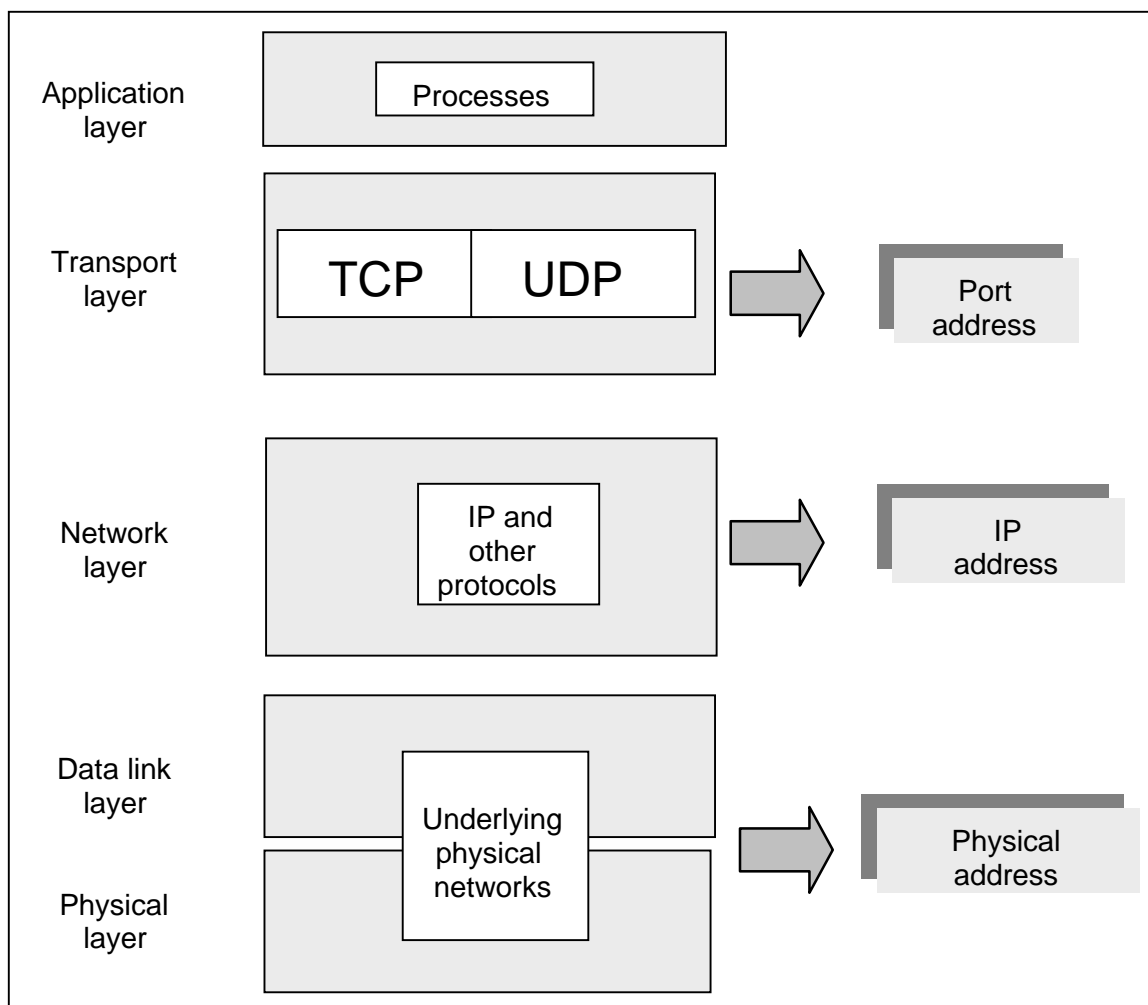 Application
layer
Processes
Transport
layer
TCP
UDP
Port
address
Network
layer
IP and
other
protocols
IP
address
Data link
layer
Underlying
physical
networks
Physical
address
Physical
layer